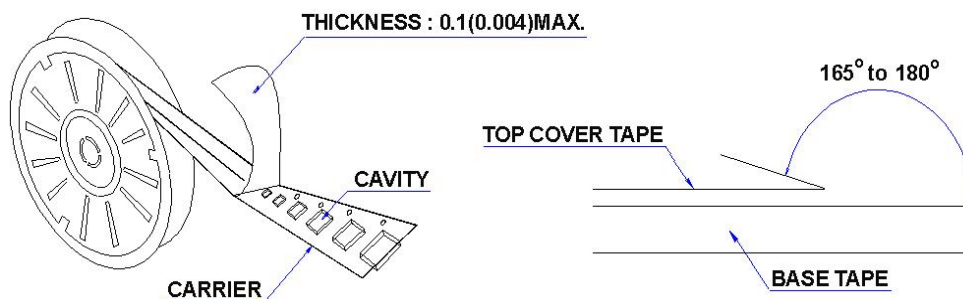 THICKNESS : 0.1(0.004)MAX.
CAVITY
CARRIER
165° to 180°
TOP COVER TAPE
BASE TAPE